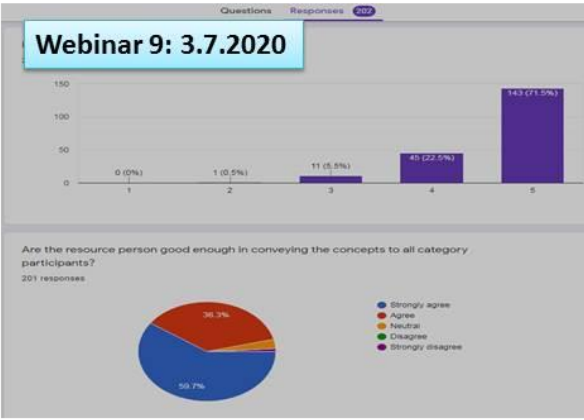 Questions Responses 202
Webinar 9: 3.7.2020
150
100
50
0
0 (0%)
1 (0.5%)
11 (5.5%)
45 (22.5%)
143 (71.5%)
1 2 3 4 5
Are the resource person good enough in conveying the concepts to all category
participants?
201 responses
36.3%
59.7%
Strongly agree
Agree
Neutral
Disagree
Strongly disagree